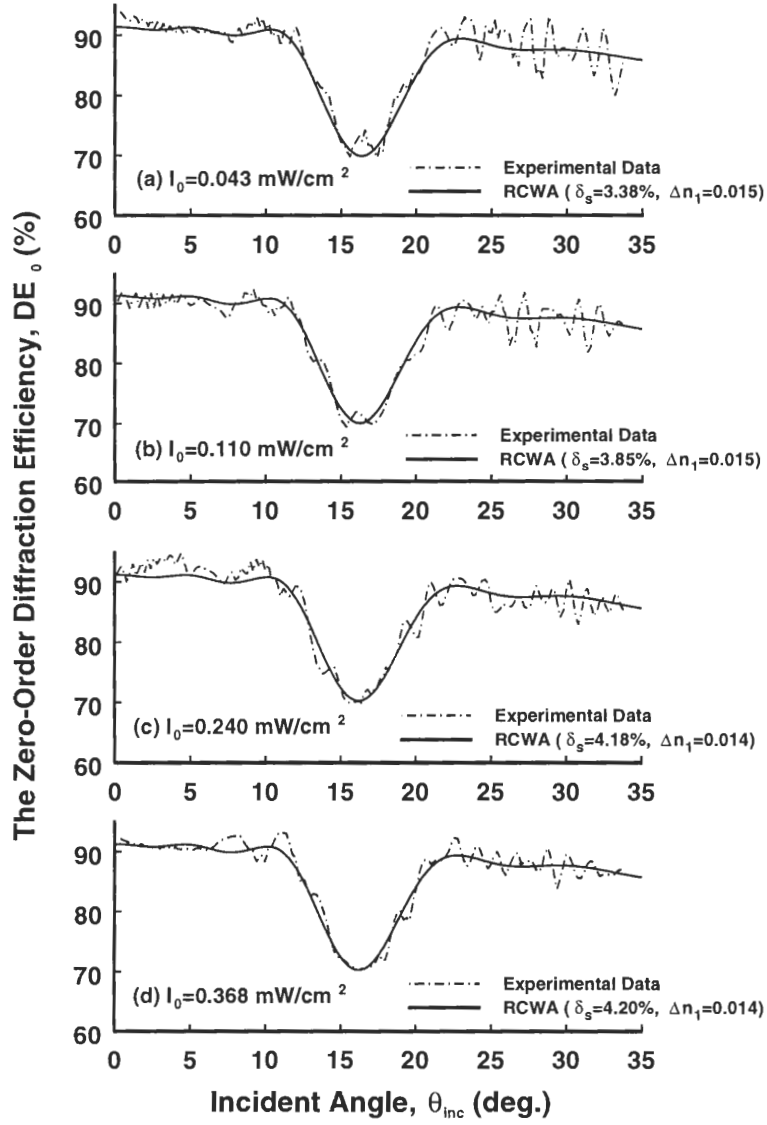 The Zero-Order Diffraction Efficiency, DE 0 (%)
90
80
70
60
(a) I0=0.043 mW/cm 2
Experimental Data
RCWA ( δs=3.38%, Δn1=0.015)
0 5 10 15 20 25 30 35
90
80
70
60
(b) I0=0.110 mW/cm 2
Experimental Data
RCWA ( δs=3.85%, Δn1=0.015)
0 5 10 15 20 25 30 35
90
80
70
60
(c) I0=0.240 mW/cm 2
Experimental Data
RCWA ( δs=4.18%, Δn1=0.014)
0 5 10 15 20 25 30 35
90
80
70
60
(d) I0=0.368 mW/cm 2
Experimental Data
RCWA ( δs=4.20%, Δn1=0.014)
0 5 10 15 20 25 30 35
Incident Angle, θinc (deg.)